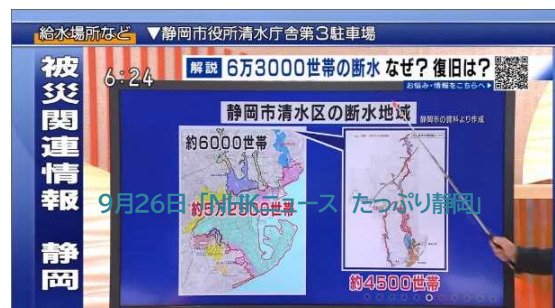 給水場所など ▼静岡市役所清水庁舎第3駐車場
被災関連情報 静岡
6:24
解説 6万3000世帯の断水 なぜ?復旧は?
お悩み・情報をこちらへ▶
静岡市清水区の断水地域
静岡市の資料より作成
約6000世帯
約5万2500世帯
9月26日 「NHKニュース たっぷり静岡」
約4500世帯